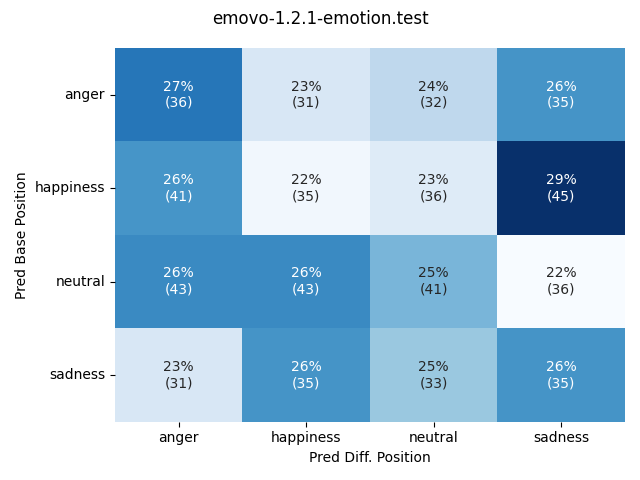 emovo-1.2.1-emotion.test
anger
27%
(36)
23%
(31)
24%
(32)
26%
(35)
happiness
26%
(41)
22%
(35)
23%
(36)
29%
(45)
neutral
26%
(43)
26%
(43)
25%
(41)
22%
(36)
sadness
23%
(31)
26%
(35)
25%
(33)
26%
(35)
Pred Base Position
anger
happiness
neutral
sadness
Pred Diff. Position